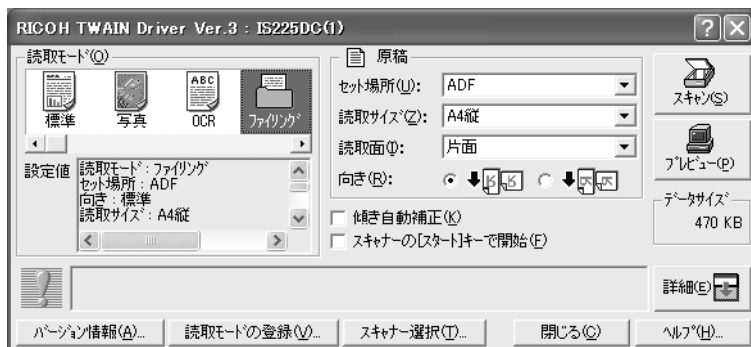 RICOH TWAIN Driver Ver.3 : IS225DC(1)
読取モード(O)
標準
写真
ABC
OCR
ファイリング
設定値
読取モード : ファイリング
セット場所 : ADF
向き : 標準
読取サイズ : A4縦
原稿
セット場所(U):
ADF
読取サイズ(Z):
A4縦
読取面(I):
片面
向き(R):
傾き自動補正(K)
スキャナーの[スタート]キーで開始(F)
スキャン(S)
プレビュー(P)
データサイズ
470 KB
詳細(E)
バージョン情報(A)...
読取モードの登録(V)...
スキャナー選択(T)...
閉じる(C)
ヘルプ(H)...